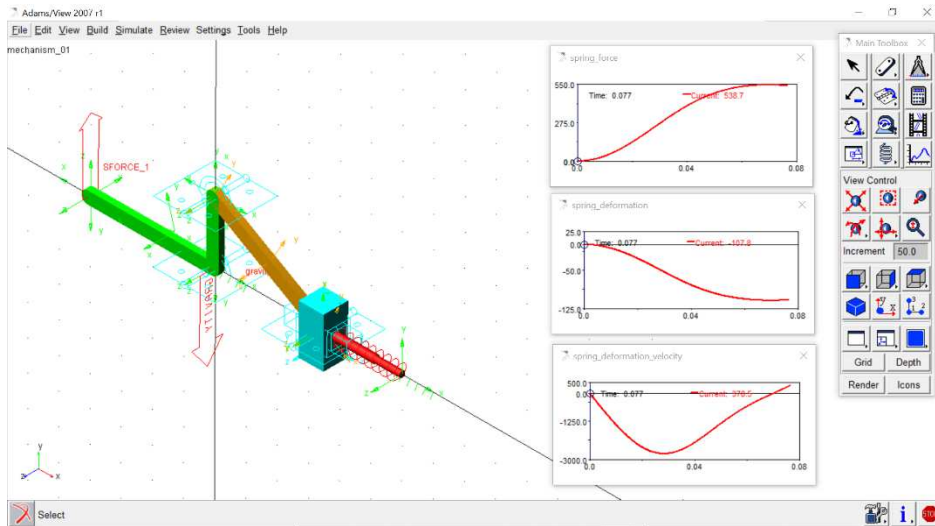 Adams/View 2007 r1
File Edit View Build Simulate Review Settings Tools Help
mechanism_01
SFORCE_1
x
z
y
x
y
x
z
y
z
x
y
x
z
spring_force
550.0
275.0
0.0
Time: 0.077
Current: 538.7
0.0
0.04
0.08
spring_deformation
25.0
0.0
-50.0
-125.0
Time: 0.077
Current: -107.8
0.0
0.04
0.08
spring_deformation_velocity
500.0
0.0
-1250.0
-3000.0
Time: 0.077
Current: 378.5
0.0
0.04
0.08
Main Toolbox
View Control
Increment 50.0
Grid Depth
Render Icons
Select
STOP